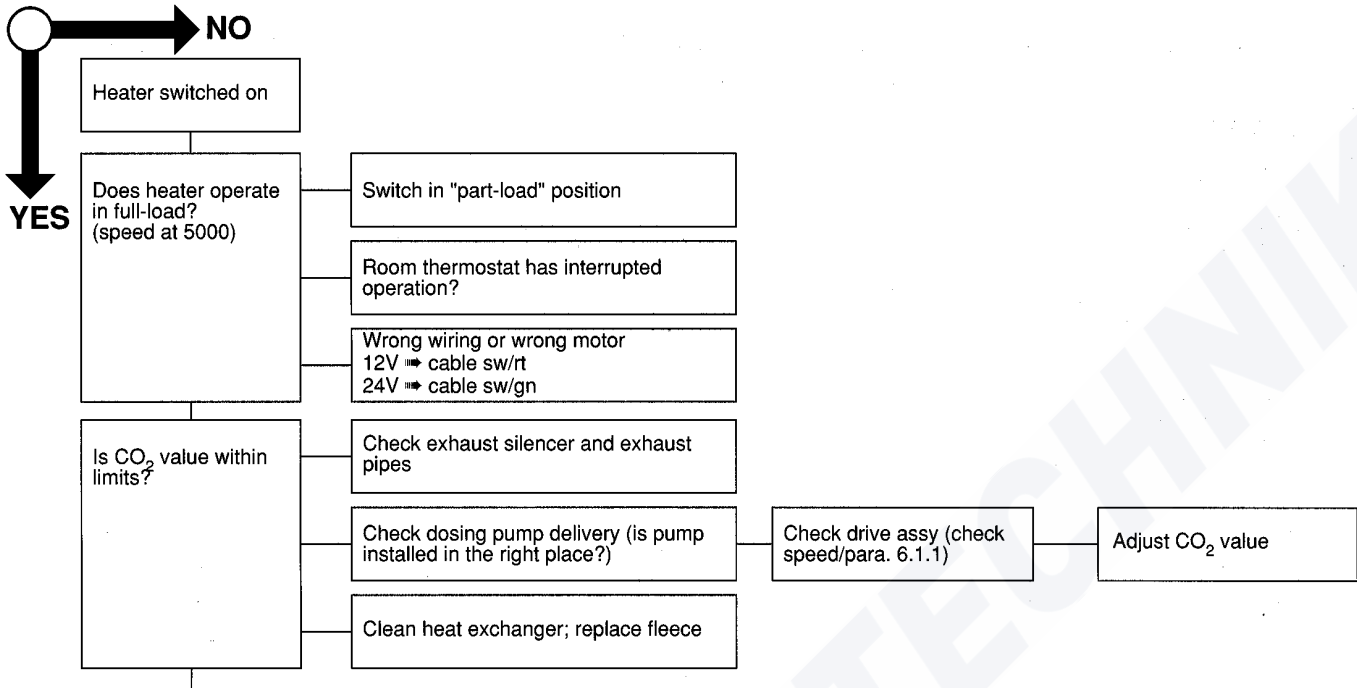 NO
YES
Heater switched on
Does heater operate
in full-load?
(speed at 5000)
Switch in "part-load" position
Room thermostat has interrupted
operation?
Wrong wiring or wrong motor
12V ➠ cable sw/rt
24V ➠ cable sw/gn
Is CO₂ value within
limits?
Check exhaust silencer and exhaust
pipes
Check dosing pump delivery (is pump
installed in the right place?)
Check drive assy (check
speed/para. 6.1.1)
Adjust CO₂ value
Clean heat exchanger; replace fleece
TECHNIK